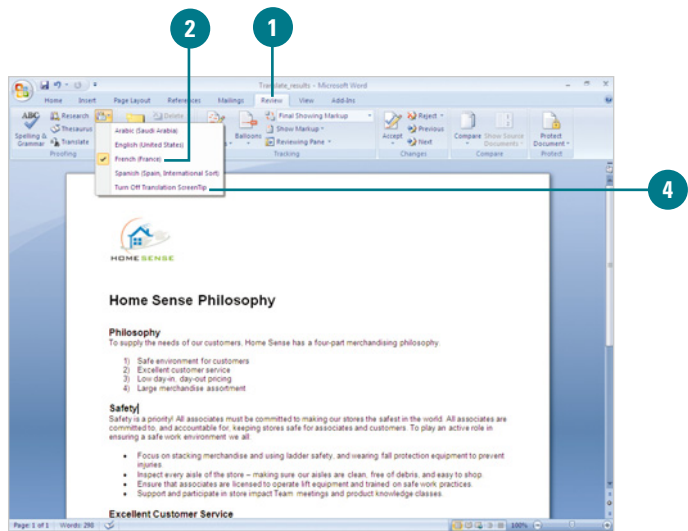 2
1
Translate_results - Microsoft Word
Home Insert Page Layout References Mailings Review View Add-Ins
ABC Research Delete Final Showing Markup Reject
Spelling & Grammar Thesaurus Balloons Show Markup Accept Previous Compare Show Source Documents Protect Document
Translate Reviewing Pane Next
Proofing Tracking Changes Compare Protect
Arabic (Saudi Arabia)
English (United States)
French (France)
Spanish (Spain, International Sort)
Turn Off Translation ScreenTip
4
HOME SENSE
Home Sense Philosophy
Philosophy
To supply the needs of our customers, Home Sense has a four-part merchandising philosophy.
1) Safe environment for customers
2) Excellent customer service
3) Low day-in, day-out pricing
4) Large merchandise assortment
Safety
Safety is a priority! All associates must be committed to making our stores the safest in the world. All associates are
committed to, and accountable for, keeping stores safe for associates and customers. To play an active role in
ensuring a safe work environment we all:
• Focus on stacking merchandise and using ladder safety, and wearing fall protection equipment to prevent
injuries.
• Inspect every aisle of the store – making sure our aisles are clean, free of debris, and easy to shop.
• Ensure that associates are licensed to operate lift equipment and trained on safe work practices.
• Support and participate in store impact Team meetings and product knowledge classes.
Excellent Customer Service
Page: 1 of 1 Words: 298 100%